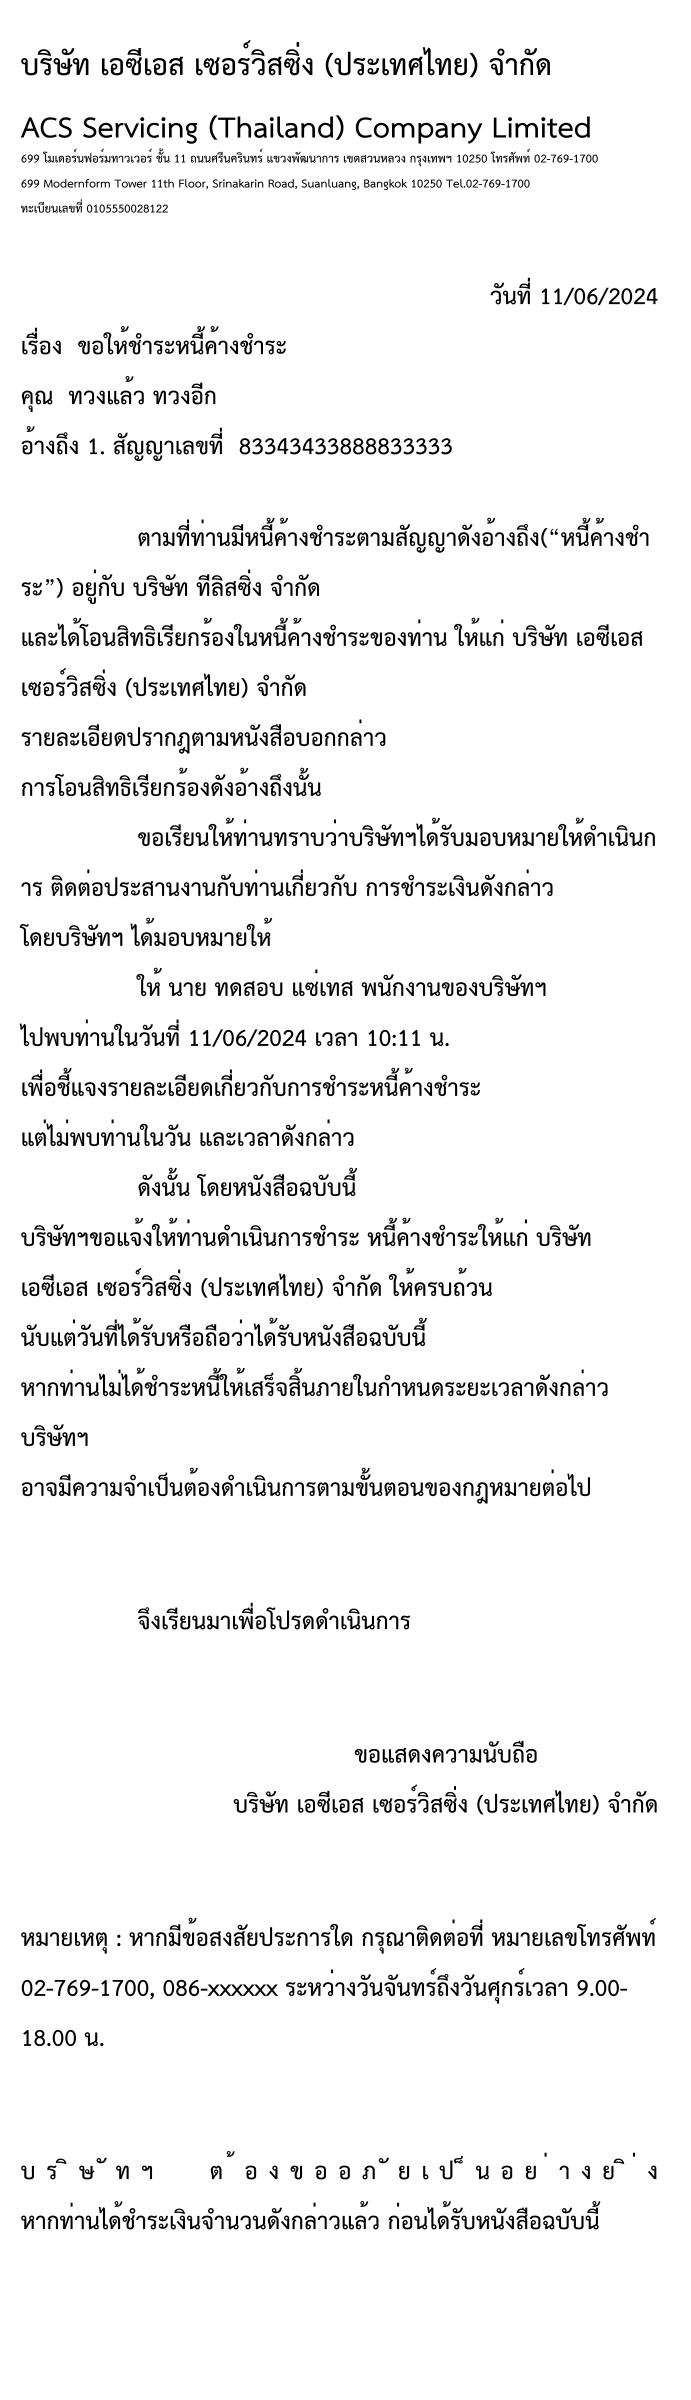 บริษัท เอซีเอส เซอร์วิสซิ่ง (ประเทศไทย) จำกัด
ACS Servicing (Thailand) Company Limited
699 โมเดอร์นฟอร์มทาวเวอร์ ชั้น 11 ถนนศรีนครินทร์ แขวงพัฒนาการ เขตสวนหลวง กรุงเทพฯ 10250 โทรศัพท์ 02-769-1700
699 Modernform Tower 11th Floor, Srinakarin Road, Suanluang, Bangkok 10250 Tel.02-769-1700
ทะเบียนเลขที่ 0105550028122
วันที่ 11/06/2024
เรื่อง ขอให้ชำระหนี้ค้างชำระ
คุณ ทวงแล้ว ทวงอีก
อ้างถึง 1. สัญญาเลขที่ 83343433888833333
ตามที่ท่านมีหนี้ค้างชำระตามสัญญาดังอ้างถึง(“หนี้ค้างชำ
ระ”) อยู่กับ บริษัท ทีลิสซิ่ง จำกัด
และได้โอนสิทธิเรียกร้องในหนี้ค้างชำระของท่าน ให้แก่ บริษัท เอซีเอส
เซอร์วิสซิ่ง (ประเทศไทย) จำกัด
รายละเอียดปรากฎตามหนังสือบอกกล่าว
การโอนสิทธิเรียกร้องดังอ้างถึงนั้น
ขอเรียนให้ท่านทราบว่าบริษัทฯได้รับมอบหมายให้ดำเนินก
าร ติดต่อประสานงานกับท่านเกี่ยวกับ การชำระเงินดังกล่าว
โดยบริษัทฯ ได้มอบหมายให้
ให้ นาย ทดสอบ แซ่เทส พนักงานของบริษัทฯ
ไปพบท่านในวันที่ 11/06/2024 เวลา 10:11 น.
เพื่อชี้แจงรายละเอียดเกี่ยวกับการชำระหนี้ค้างชำระ
แต่ไม่พบท่านในวัน และเวลาดังกล่าว
ดังนั้น โดยหนังสือฉบับนี้
บริษัทฯขอแจ้งให้ท่านดำเนินการชำระ หนี้ค้างชำระให้แก่ บริษัท
เอซีเอส เซอร์วิสซิ่ง (ประเทศไทย) จำกัด ให้ครบถ้วน
นับแต่วันที่ได้รับหรือถือว่าได้รับหนังสือฉบับนี้
หากท่านไม่ได้ชำระหนี้ให้เสร็จสิ้นภายในกำหนดระยะเวลาดังกล่าว
บริษัทฯ
อาจมีความจำเป็นต้องดำเนินการตามขั้นตอนของกฎหมายต่อไป
จึงเรียนมาเพื่อโปรดดำเนินการ
ขอแสดงความนับถือ
บริษัท เอซีเอส เซอร์วิสซิ่ง (ประเทศไทย) จำกัด
หมายเหตุ : หากมีข้อสงสัยประการใด กรุณาติดต่อที่ หมายเลขโทรศัพท์
02-769-1700, 086-xxxxxx ระหว่างวันจันทร์ถึงวันศุกร์เวลา 9.00-
18.00 น.
บริษัทฯ ต้องขออภัยเป็นอย่างยิ่ง
หากท่านได้ชำระเงินจำนวนดังกล่าวแล้ว ก่อนได้รับหนังสือฉบับนี้